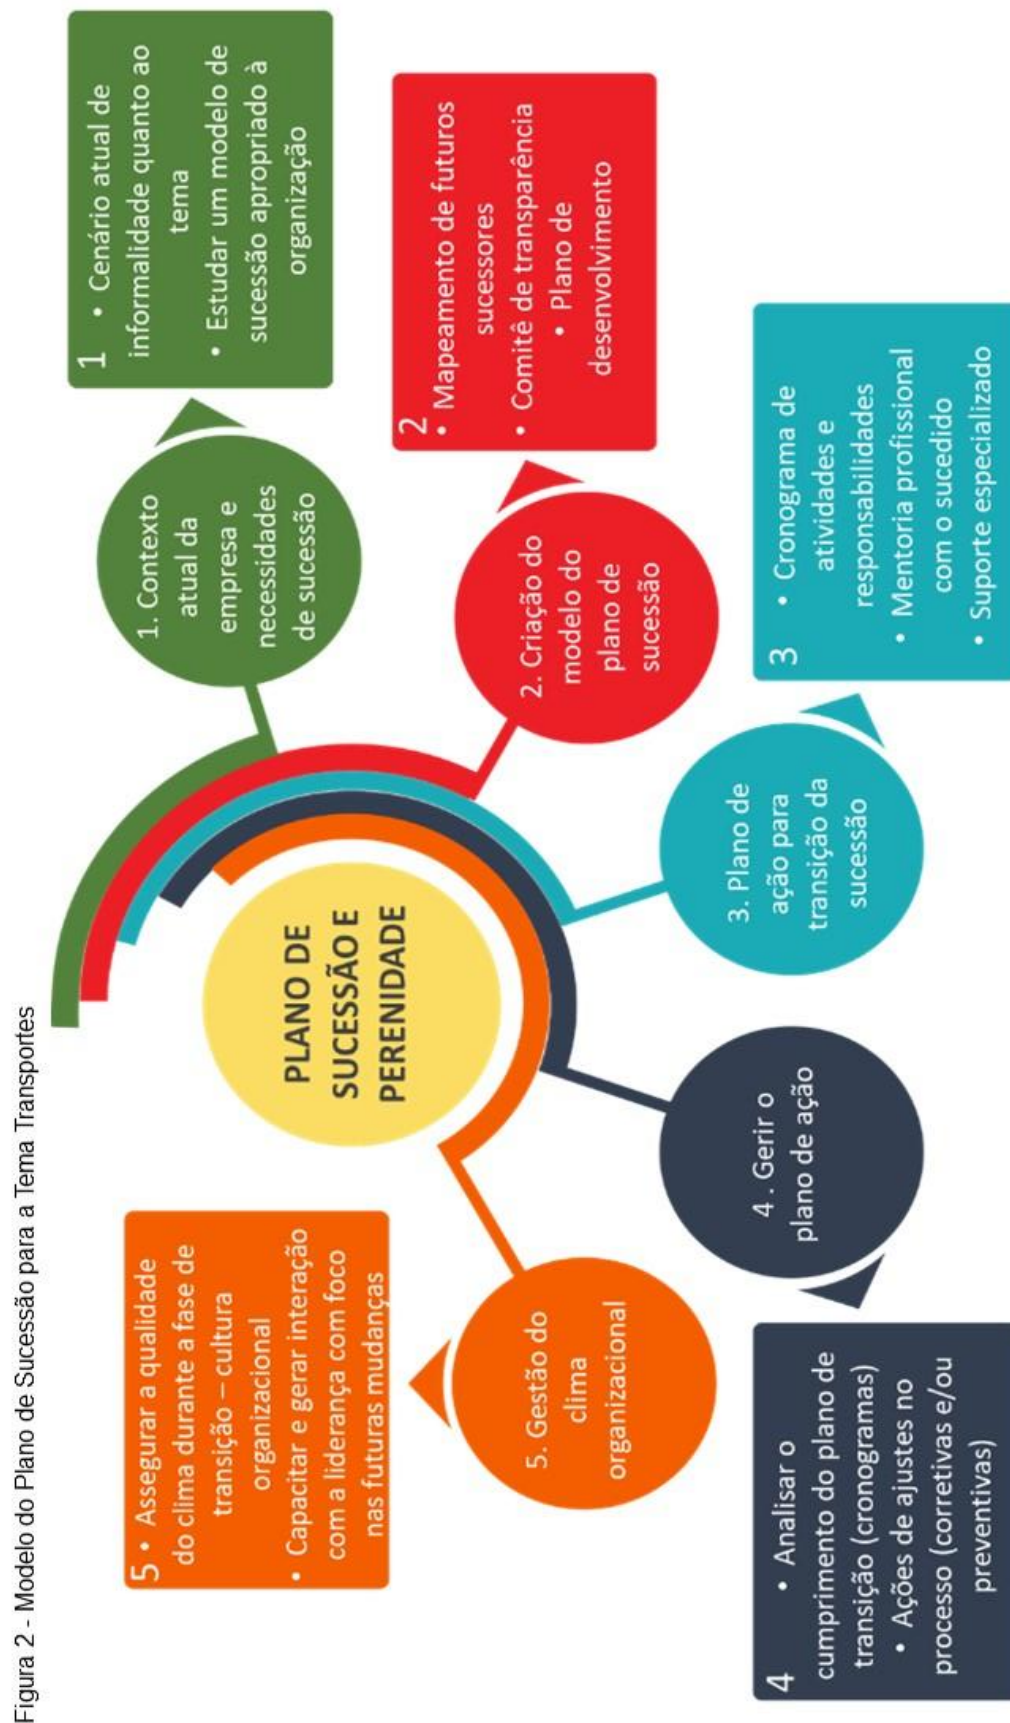 Figura 2 - Modelo do Plano de Sucessão para a Tema Transportes
PLANO DE
SUCESSÃO E
PERENIDADE
1. Contexto
atual da
empresa e
necessidades
de sucessão
1 • Cenário atual de
informalidade quanto ao
tema
• Estudar um modelo de
sucessão apropriado à
organização
2. Criação do
modelo do
plano de
sucessão
2
• Mapeamento de futuros
sucessores
• Comitê de transparência
• Plano de
desenvolvimento
3. Plano de
ação para
transição da
sucessão
3 • Cronograma de
atividades e
responsabilidades
• Mentoria profissional
com o sucedido
• Suporte especializado
4 . Gerir o
plano de ação
4 • Analisar o
cumprimento do plano de
transição (cronogramas)
• Ações de ajustes no
processo (corretivas e/ou
preventivas)
5. Gestão do
clima
organizacional
5 • Assegurar a qualidade
do clima durante a fase de
transição – cultura
organizacional
• Capacitar e gerar interação
com a liderança com foco
nas futuras mudanças